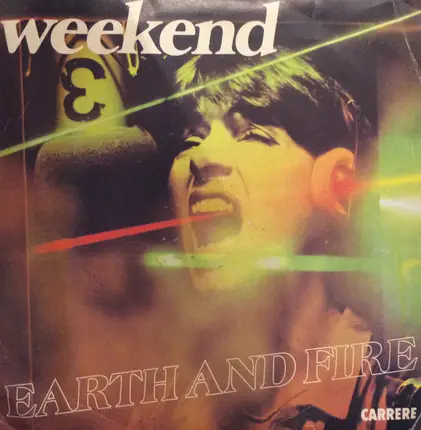 weekend
3
EARTH AND FIRE
CARRERE